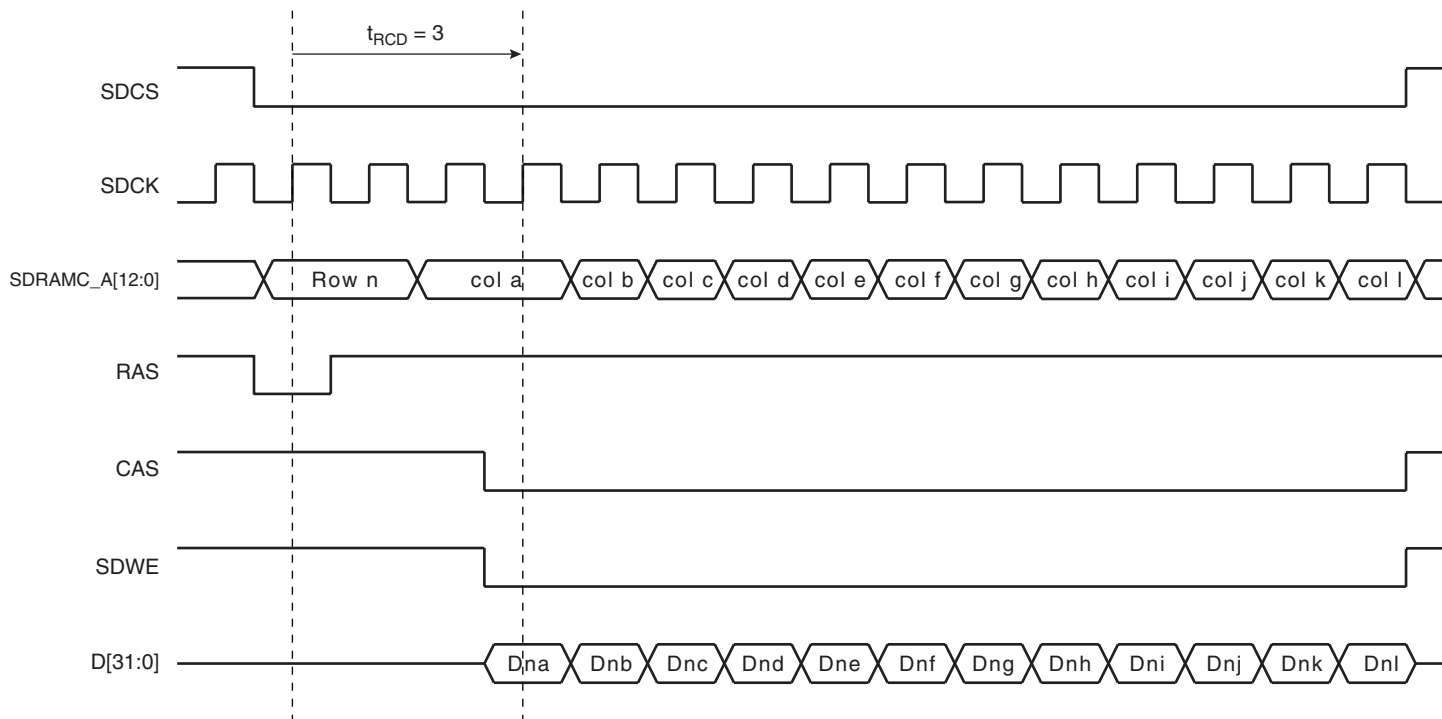 tRCD = 3
SDCS
SDCK
SDRAMC_A[12:0] Row n col a col b col c col d col e col f col g col h col i col j col k col l
RAS
CAS
SDWE
D[31:0] Dna Dnb Dnc Dnd Dne Dnf Dng Dnh Dni Dnj Dnk Dnl